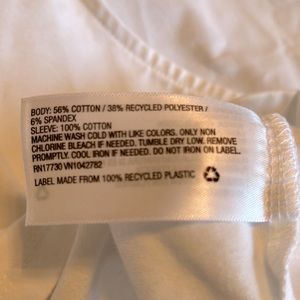 BODY: 56% COTTON / 38% RECYCLED POLYESTER /
6% SPANDEX
SLEEVE: 100% COTTON
MACHINE WASH COLD WITH LIKE COLORS. ONLY NON
CHLORINE BLEACH IF NEEDED. TUMBLE DRY LOW. REMOVE
PROMPTLY. COOL IRON IF NEEDED. DO NOT IRON ON LABEL.
RN17730 VN1042782
LABEL MADE FROM 100% RECYCLED PLASTIC